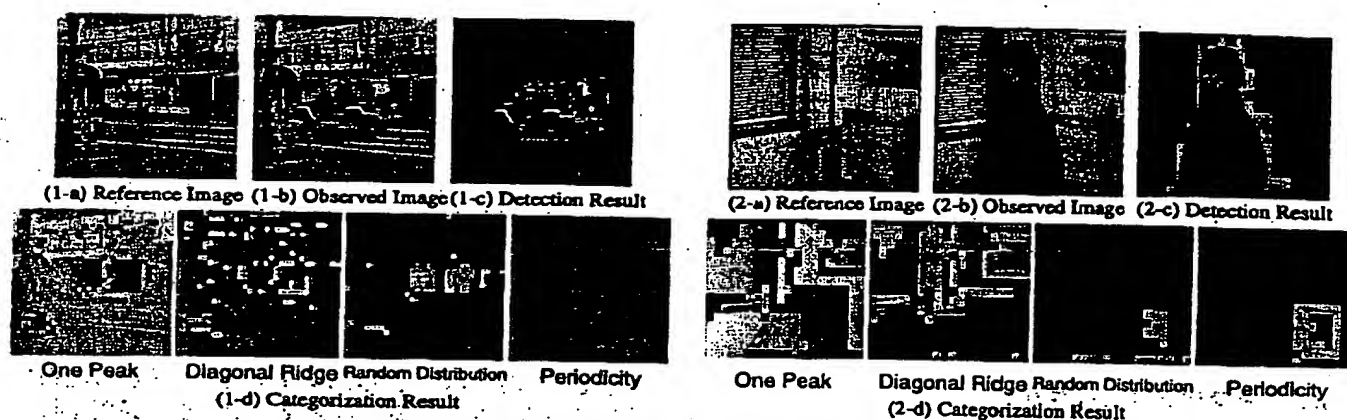 (1-a) Reference Image (1-b) Observed Image (1-c) Detection Result
One Peak Diagonal Ridge Random Distribution Periodicity
(1-d) Categorization Result
(2-a) Reference Image (2-b) Observed Image (2-c) Detection Result
One Peak Diagonal Ridge Random Distribution Periodicity
(2-d) Categorization Result